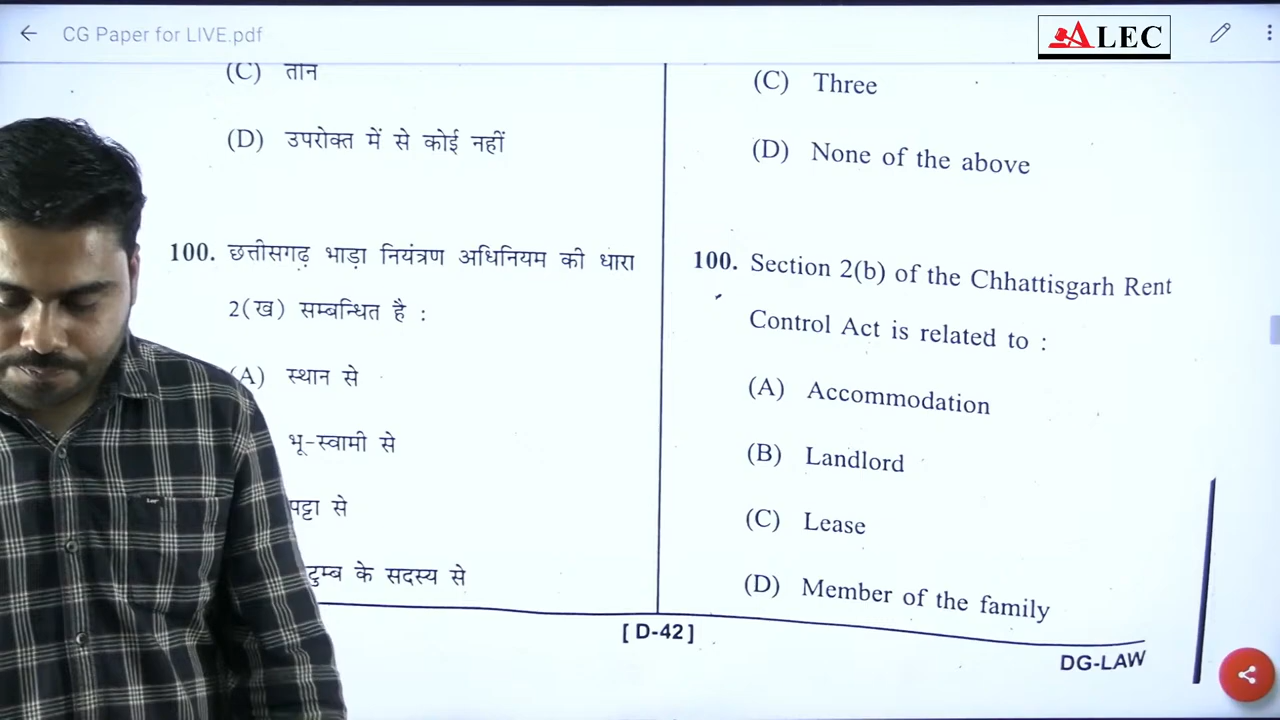 CG Paper for LIVE.pdf
ALEC
(C) तीन
(D) उपरोक्त में से कोई नहीं
100. छत्तीसगढ़ भाड़ा नियंत्रण अधिनियम की धारा
2(ख) सम्बन्धित है :
(A) स्थान से
भू-स्वामी से
पट्टा से
के सदस्य से
(C) Three
(D) None of the above
100. Section 2(b) of the Chhattisgarh Rent
Control Act is related to :
(A) Accommodation
(B) Landlord
(C) Lease
(D) Member of the family
[ D-42 ]
DG-LAW